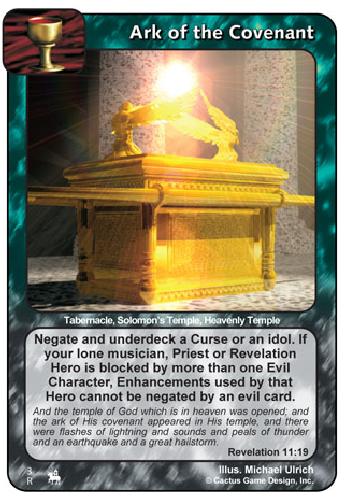 Ark of the Covenant
Tabernacle, Solomon's Temple, Heavenly Temple
Negate and underdeck a Curse or an idol. If
your lone musician, Priest or Revelation
Hero is blocked by more than one Evil
Character, Enhancements used by that
Hero cannot be negated by an evil card.
And the temple of God which is in heaven was opened; and
the ark of His covenant appeared in His temple, and there
were flashes of lightning and sounds and peals of thunder
and an earthquake and a great hailstorm.
Revelation 11:19
3
R
Illus. Michael Ulrich
© Cactus Game Design, Inc.